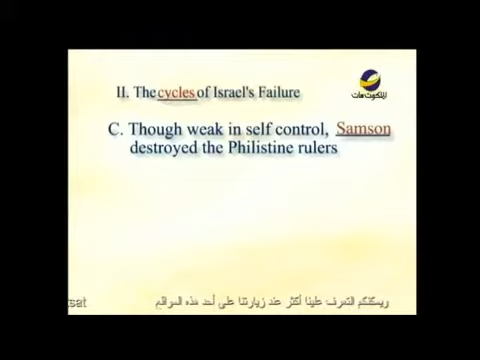 II. The cycles of Israel's Failure
C. Though weak in self control, Samson
destroyed the Philistine rulers
sat ويمكنكم التعرف علينا أكثر عند زيارتنا على أحد هذه المواقع